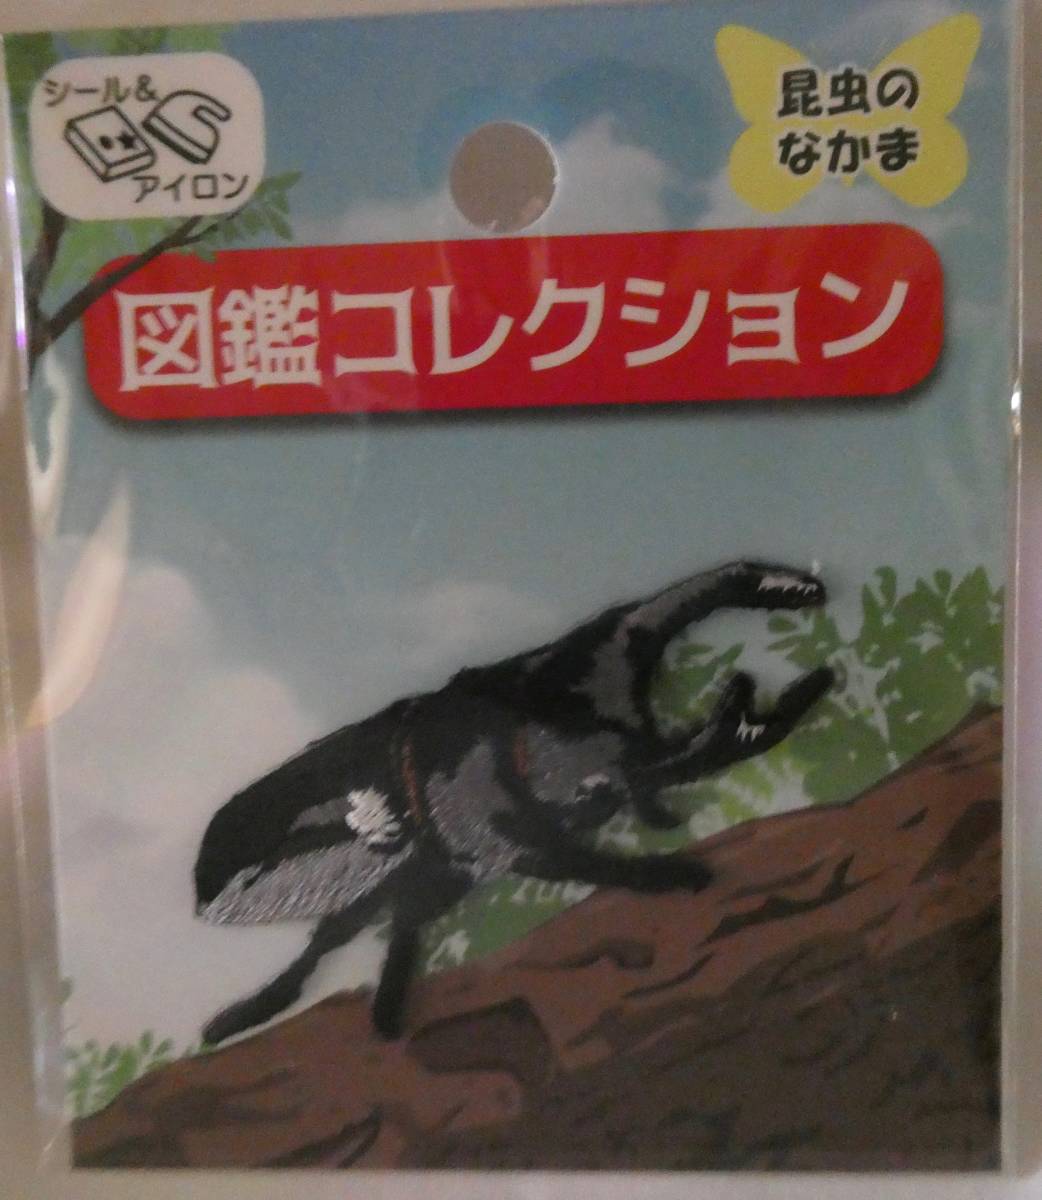 シール&
アイロン
昆虫の
なかま
図鑑コレクション